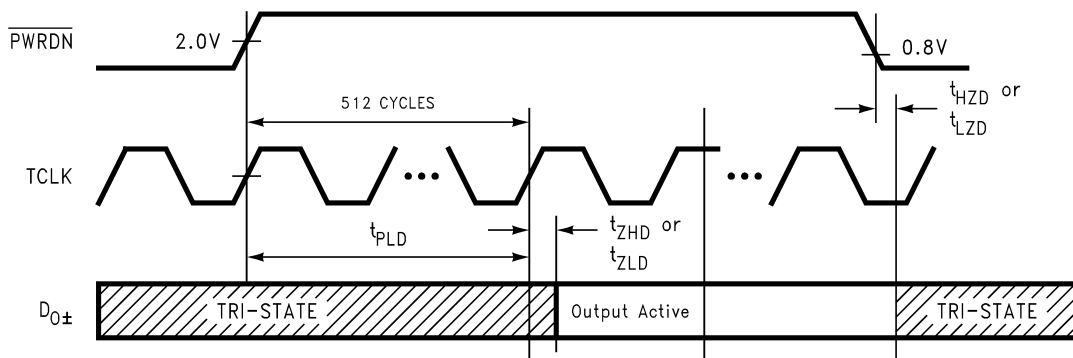 PWRDN
2.0V
0.8V
tHZD or
tLZD
512 CYCLES
TCLK
•••
•••
tPLD
tZHD or
tZLD
DO±
TRI-STATE
Output Active
TRI-STATE